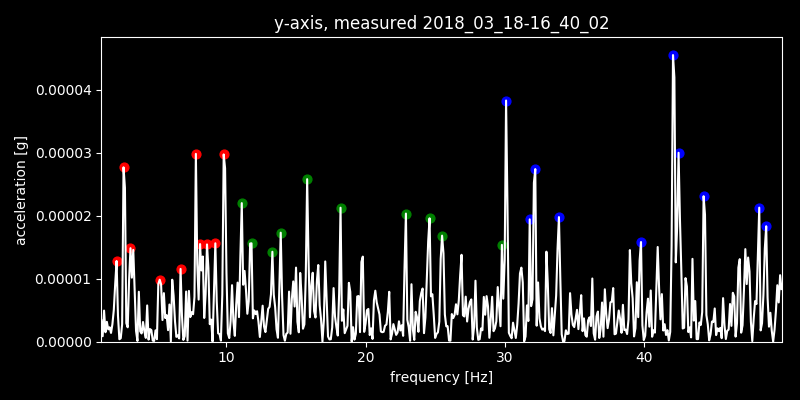 y-axis, measured 2018_03_18-16_40_02
0.00004
0.00003
0.00002
0.00001
0.00000
acceleration [g]
10 20 30 40
frequency [Hz]